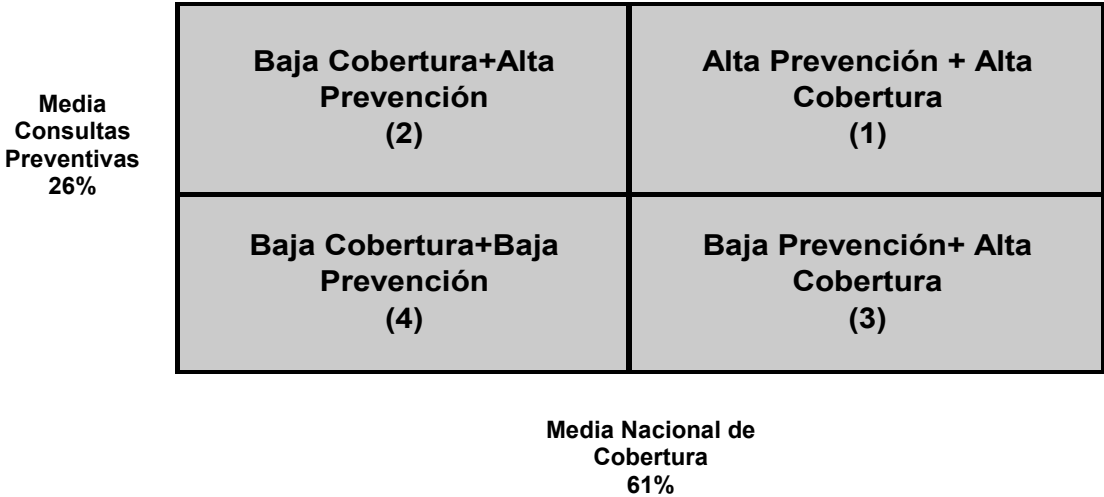 Media
Consultas
Preventivas
26%
Baja Cobertura+Alta
Prevención
(2)
Alta Prevención + Alta
Cobertura
(1)
Baja Cobertura+Baja
Prevención
(4)
Baja Prevención+ Alta
Cobertura
(3)
Media Nacional de
Cobertura
61%